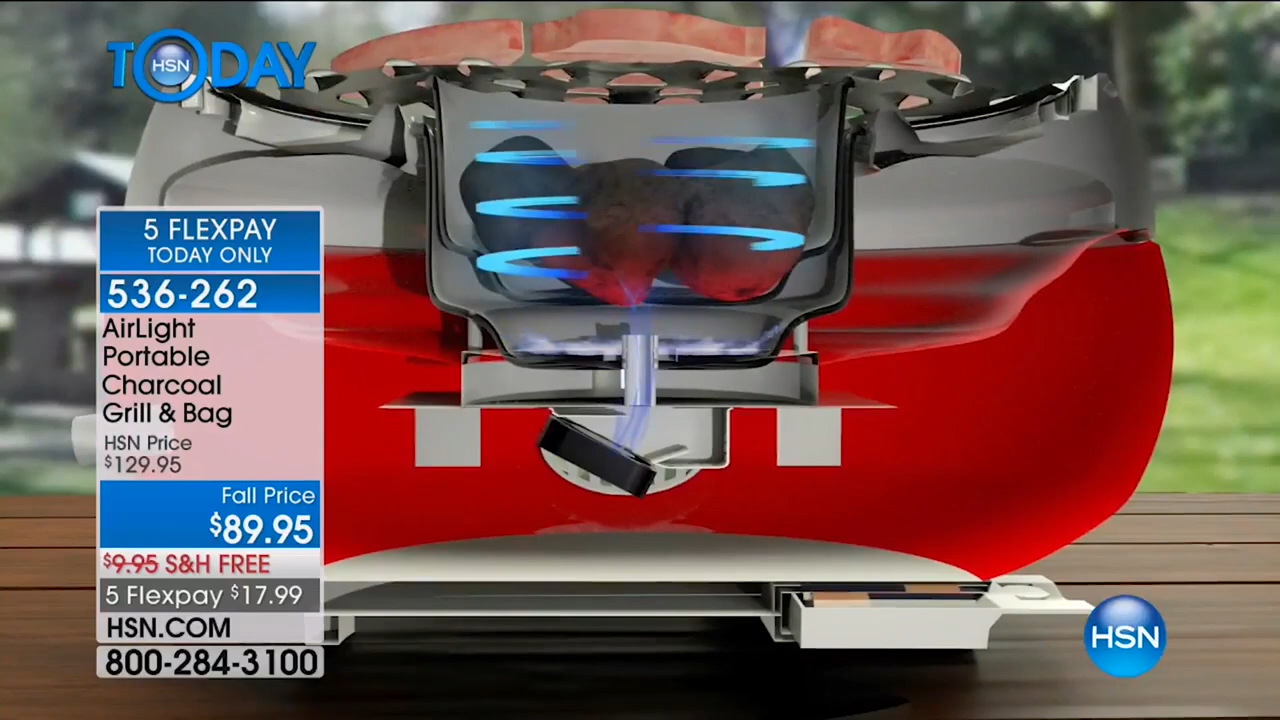 TODAY
HSN
5 FLEXPAY
TODAY ONLY
536-262
AirLight
Portable
Charcoal
Grill & Bag
HSN Price
$129.95
Fall Price
$89.95
$9.95 S&H FREE
5 Flexpay $17.99
HSN.COM
800-284-3100
HSN